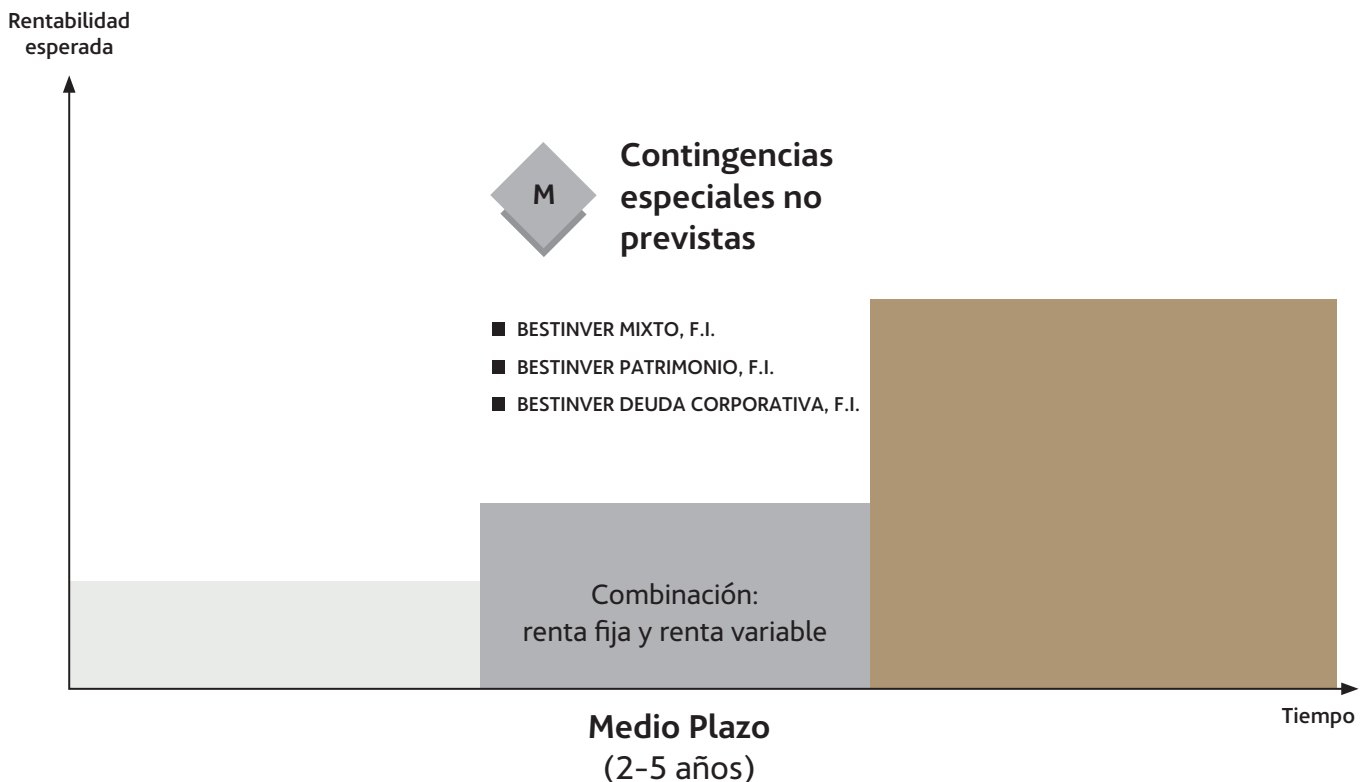 Rentabilidad
esperada
M
Contingencias
especiales no
previstas
■ BESTINVER MIXTO, F.I.
■ BESTINVER PATRIMONIO, F.I.
■ BESTINVER DEUDA CORPORATIVA, F.I.
Combinación:
renta fija y renta variable
Tiempo
Medio Plazo
(2-5 años)